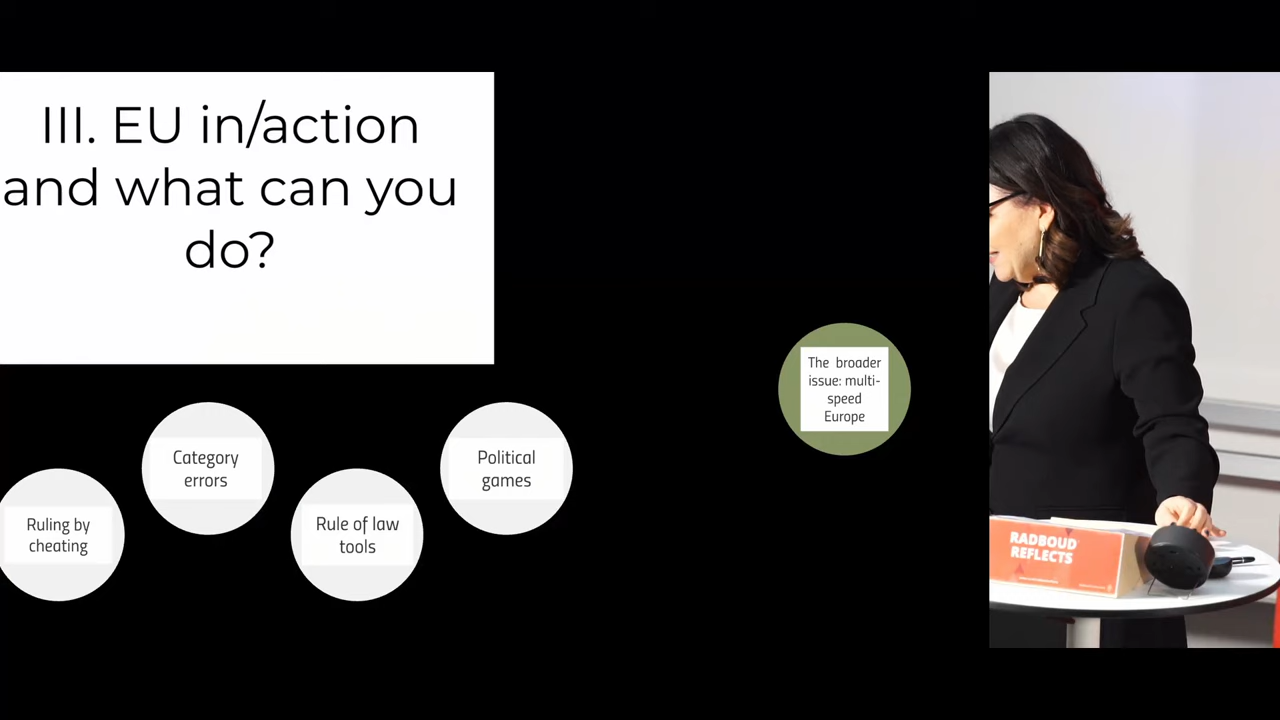 III. EU in/action
and what can you
do?
The broader
issue: multi-
speed
Europe
Category
errors
Political
games
Ruling by
cheating
Rule of law
tools
RADBOUD
REFLECTS